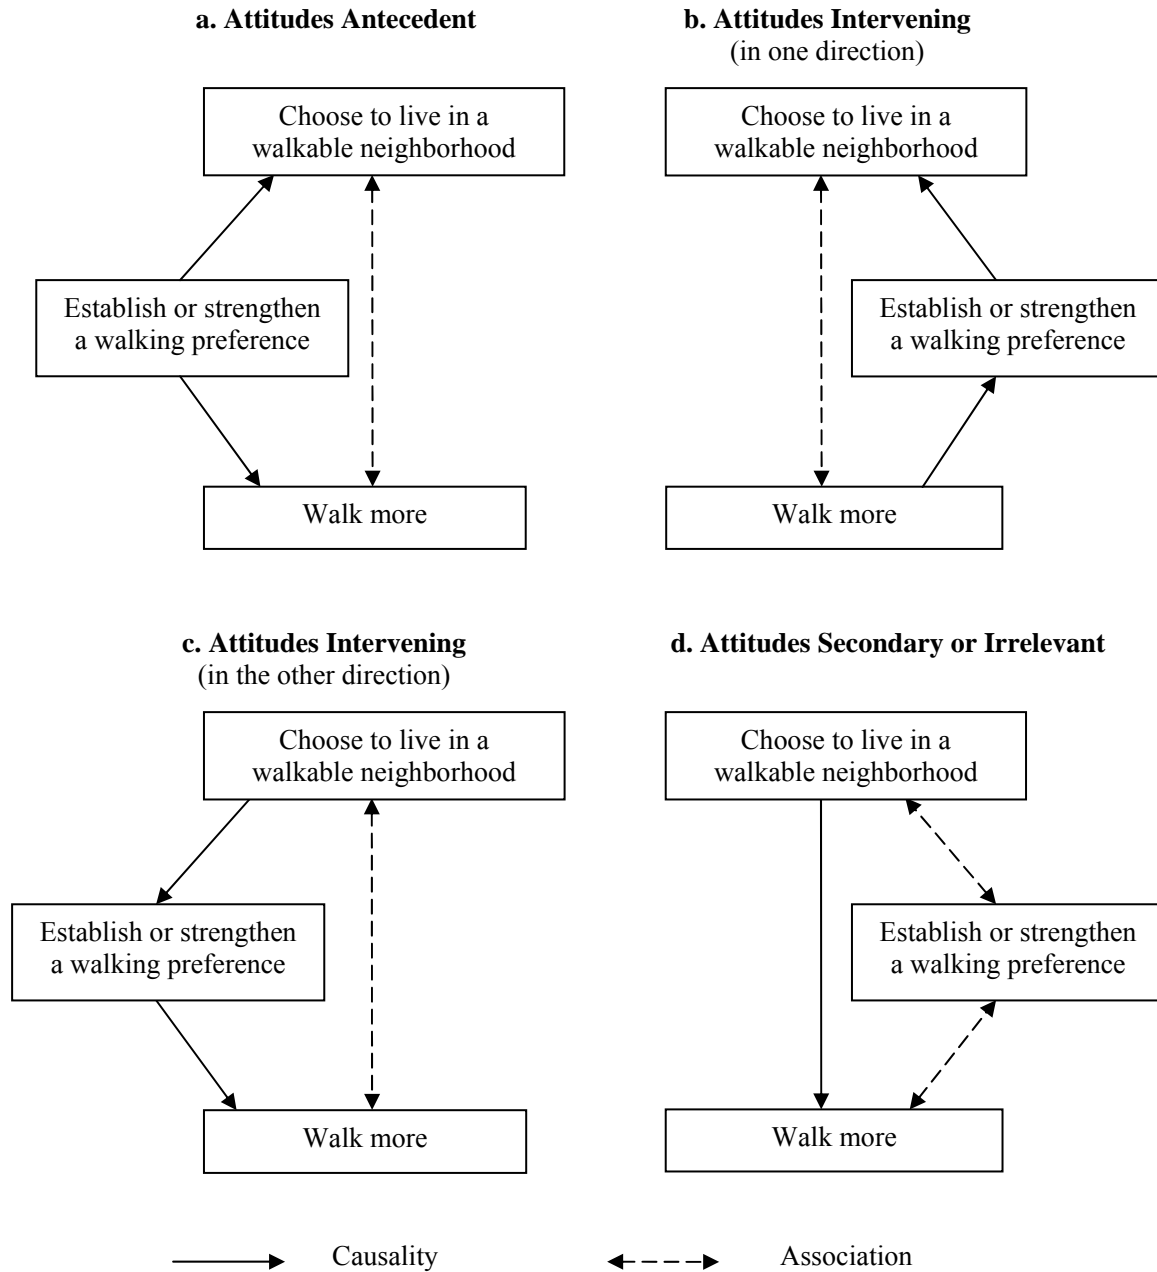 a. Attitudes Antecedent
Choose to live in a
walkable neighborhood
Establish or strengthen
a walking preference
Walk more
b. Attitudes Intervening
(in one direction)
Choose to live in a
walkable neighborhood
Establish or strengthen
a walking preference
Walk more
c. Attitudes Intervening
(in the other direction)
Choose to live in a
walkable neighborhood
Establish or strengthen
a walking preference
Walk more
d. Attitudes Secondary or Irrelevant
Choose to live in a
walkable neighborhood
Establish or strengthen
a walking preference
Walk more
Causality
Association